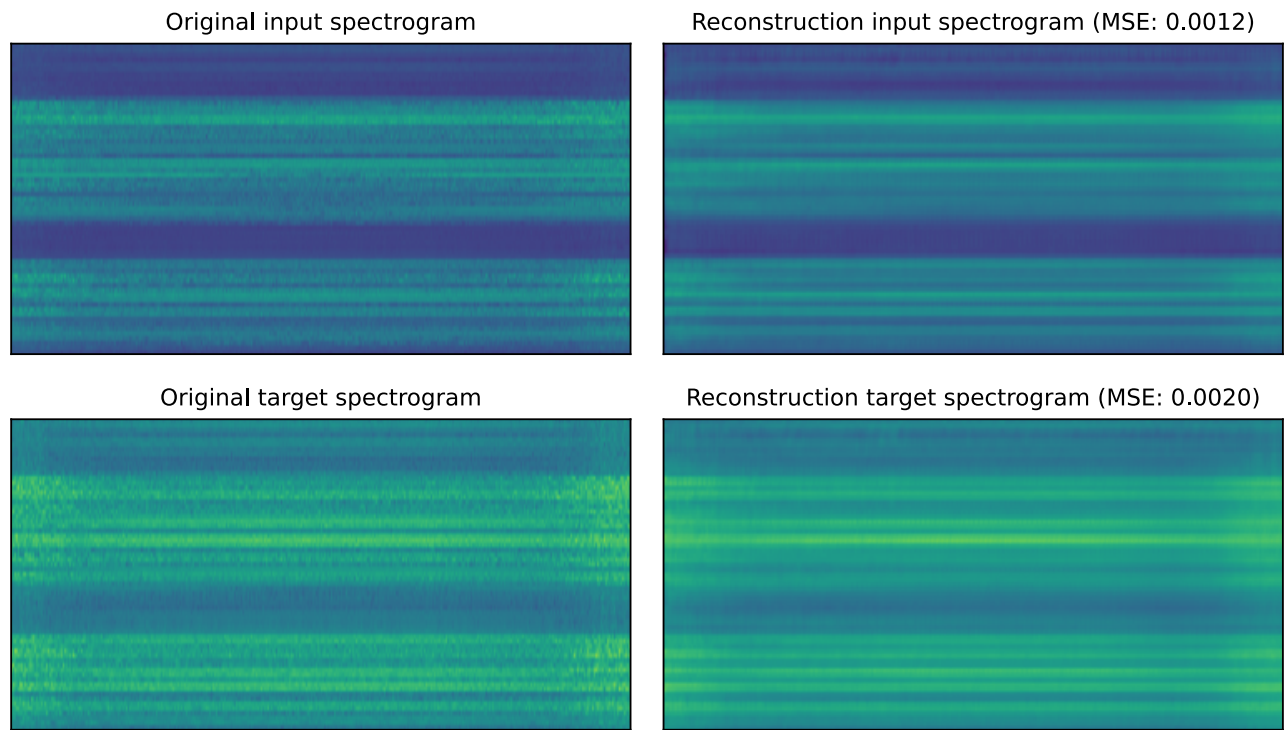 Original input spectrogram
Reconstruction input spectrogram (MSE: 0.0012)
Original target spectrogram
Reconstruction target spectrogram (MSE: 0.0020)